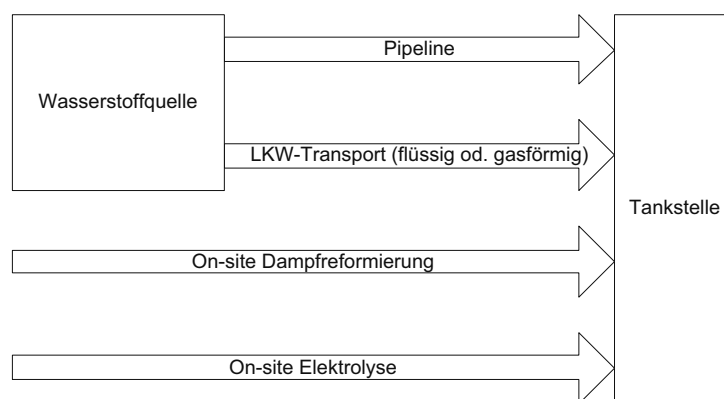 Pipeline
Wasserstoffquelle
LKW-Transport (flüssig od. gasförmig)
Tankstelle
On-site Dampfreformierung
On-site Elektrolyse